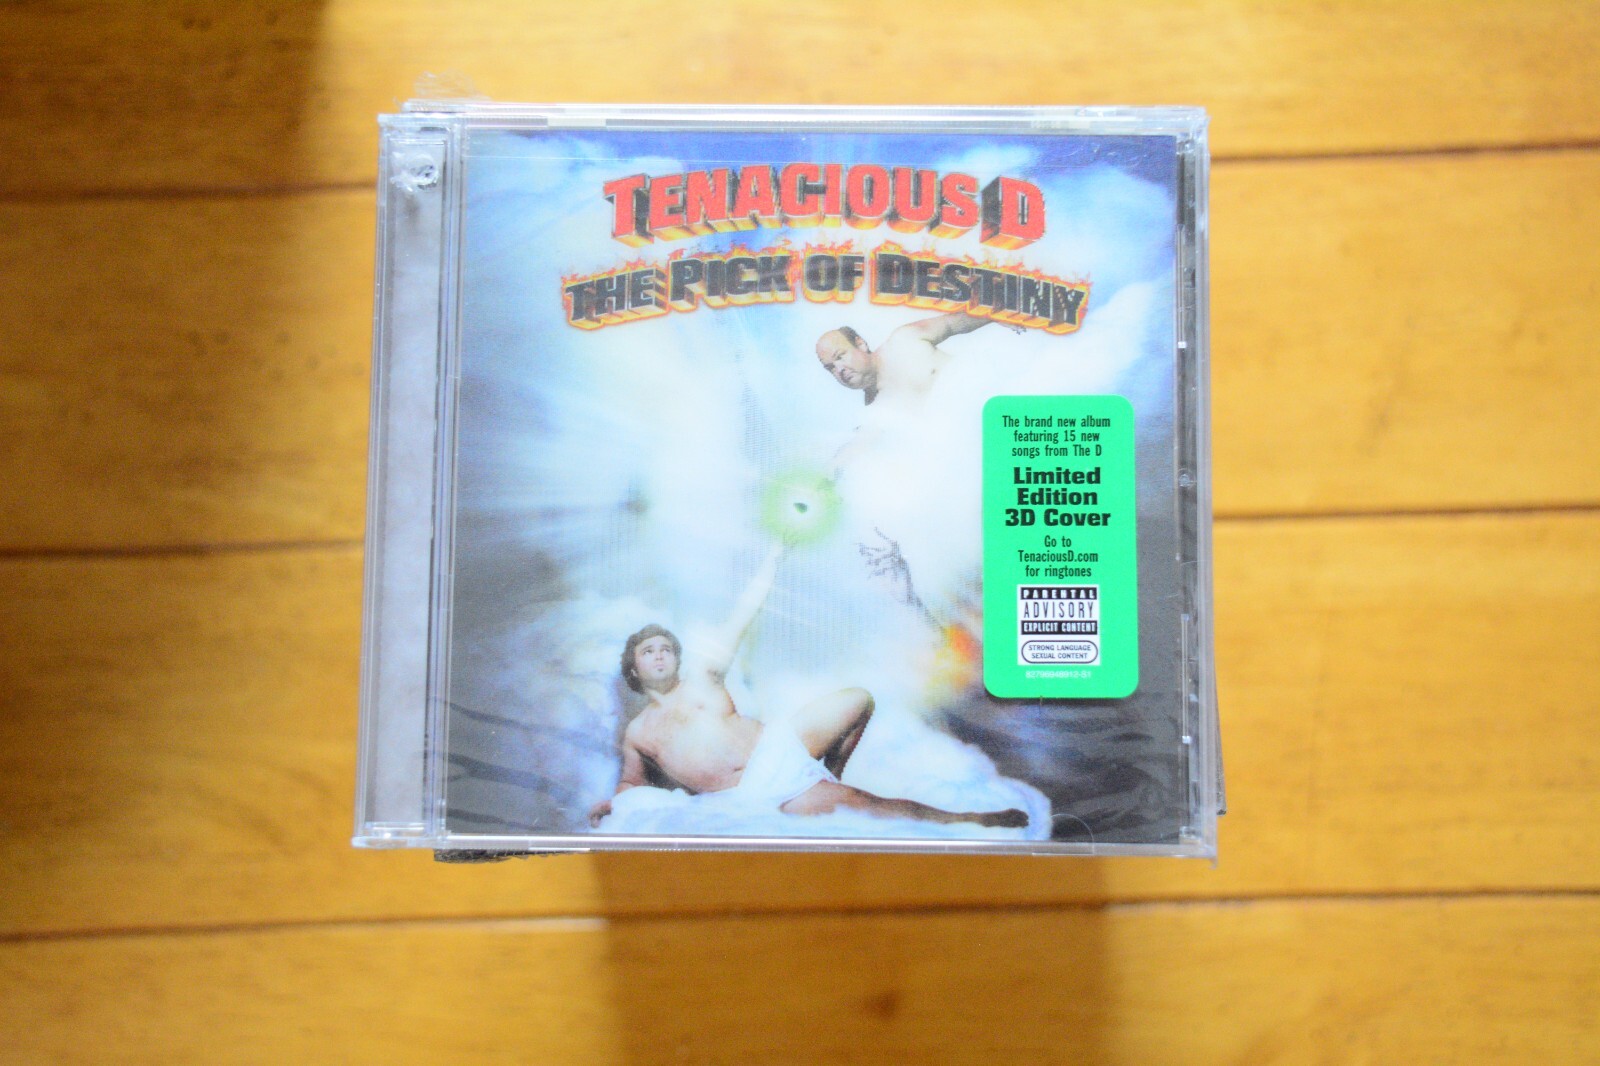 TENACIOUS D
THE PICK OF DESTINY
The brand new album
featuring 15 new
songs from The D
Limited
Edition
3D Cover
Go to
TenaciousD.com
for ringtones
PARENTAL
ADVISORY
EXPLICIT CONTENT
STRONG LANGUAGE
SEXUAL CONTENT